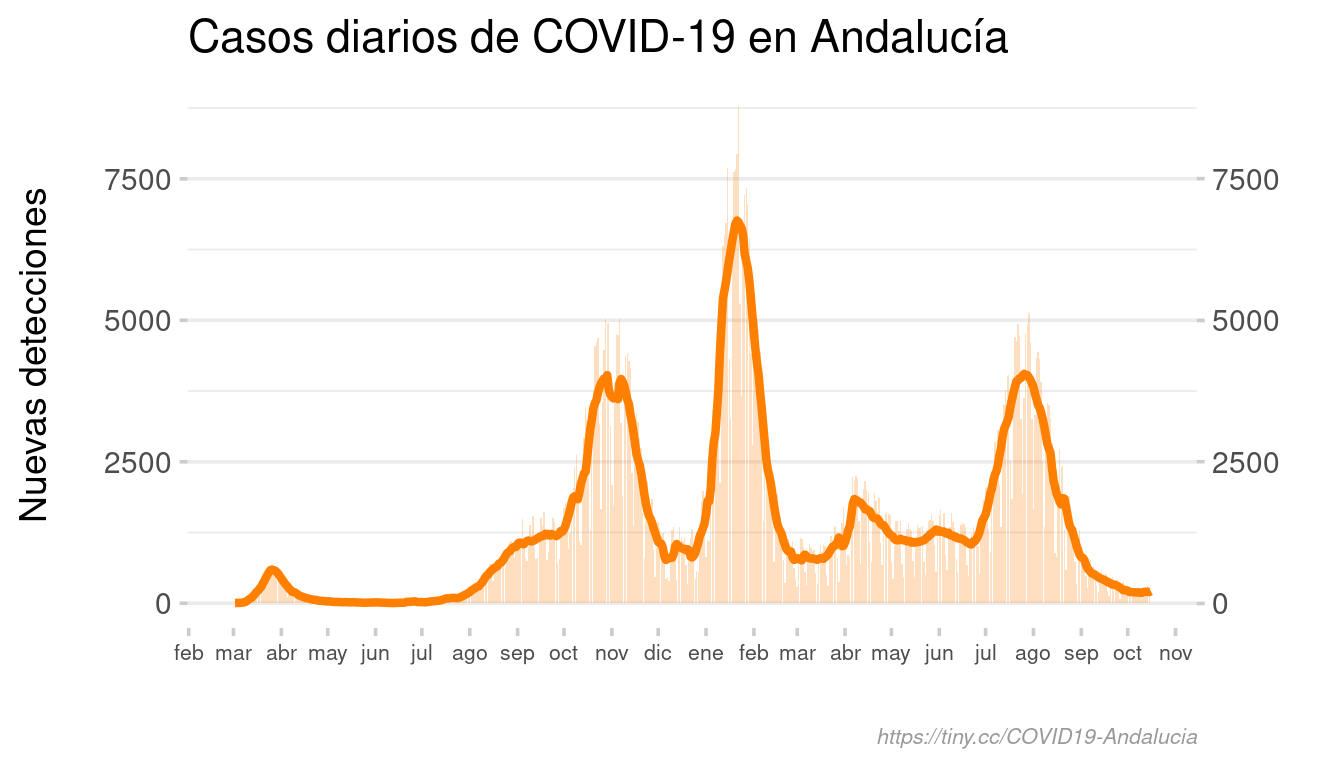 Casos diarios de COVID-19 en Andalucía
Nuevas detecciones
7500 7500
5000 5000
2500 2500
0 0
feb mar abr may jun jul ago sep oct nov dic ene feb mar abr may jun jul ago sep oct nov
https://tiny.cc/COVID19-Andalucia